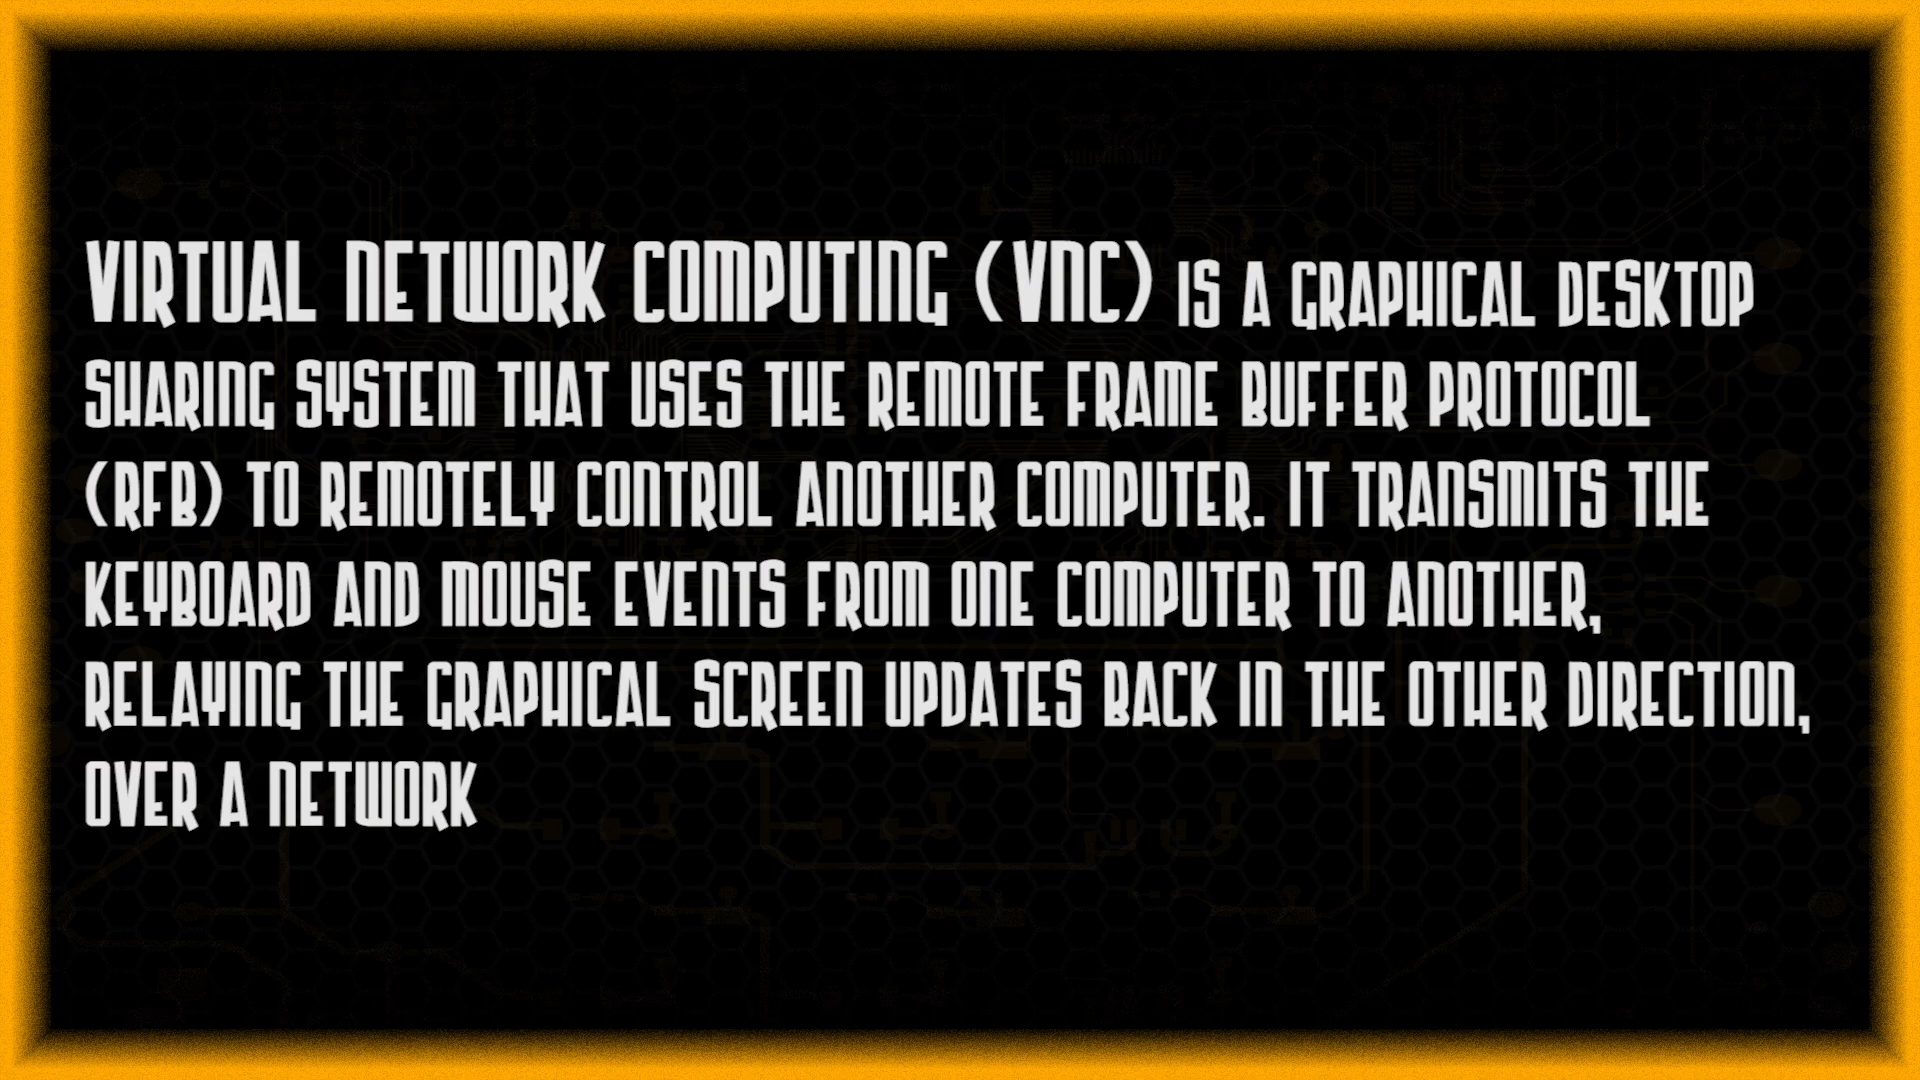 VIRTUAL NETWORK COMPUTING (VNC) IS A GRAPHICAL DESKTOP
SHARING SYSTEM THAT USES THE REMOTE FRAME BUFFER PROTOCOL
(RFB) TO REMOTELY CONTROL ANOTHER COMPUTER. IT TRANSMITS THE
KEYBOARD AND MOUSE EVENTS FROM ONE COMPUTER TO ANOTHER,
RELAYING THE GRAPHICAL SCREEN UPDATES BACK IN THE OTHER DIRECTION,
OVER A NETWORK